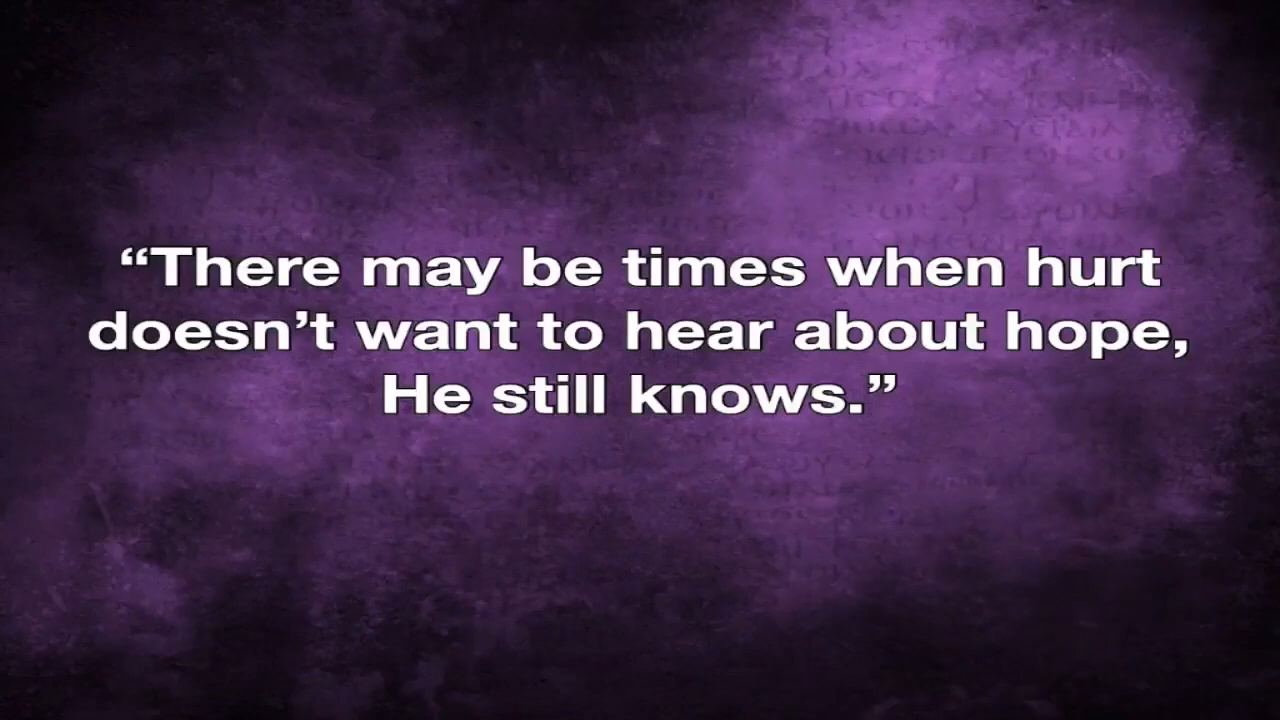 “There may be times when hurt
doesn’t want to hear about hope,
He still knows.”